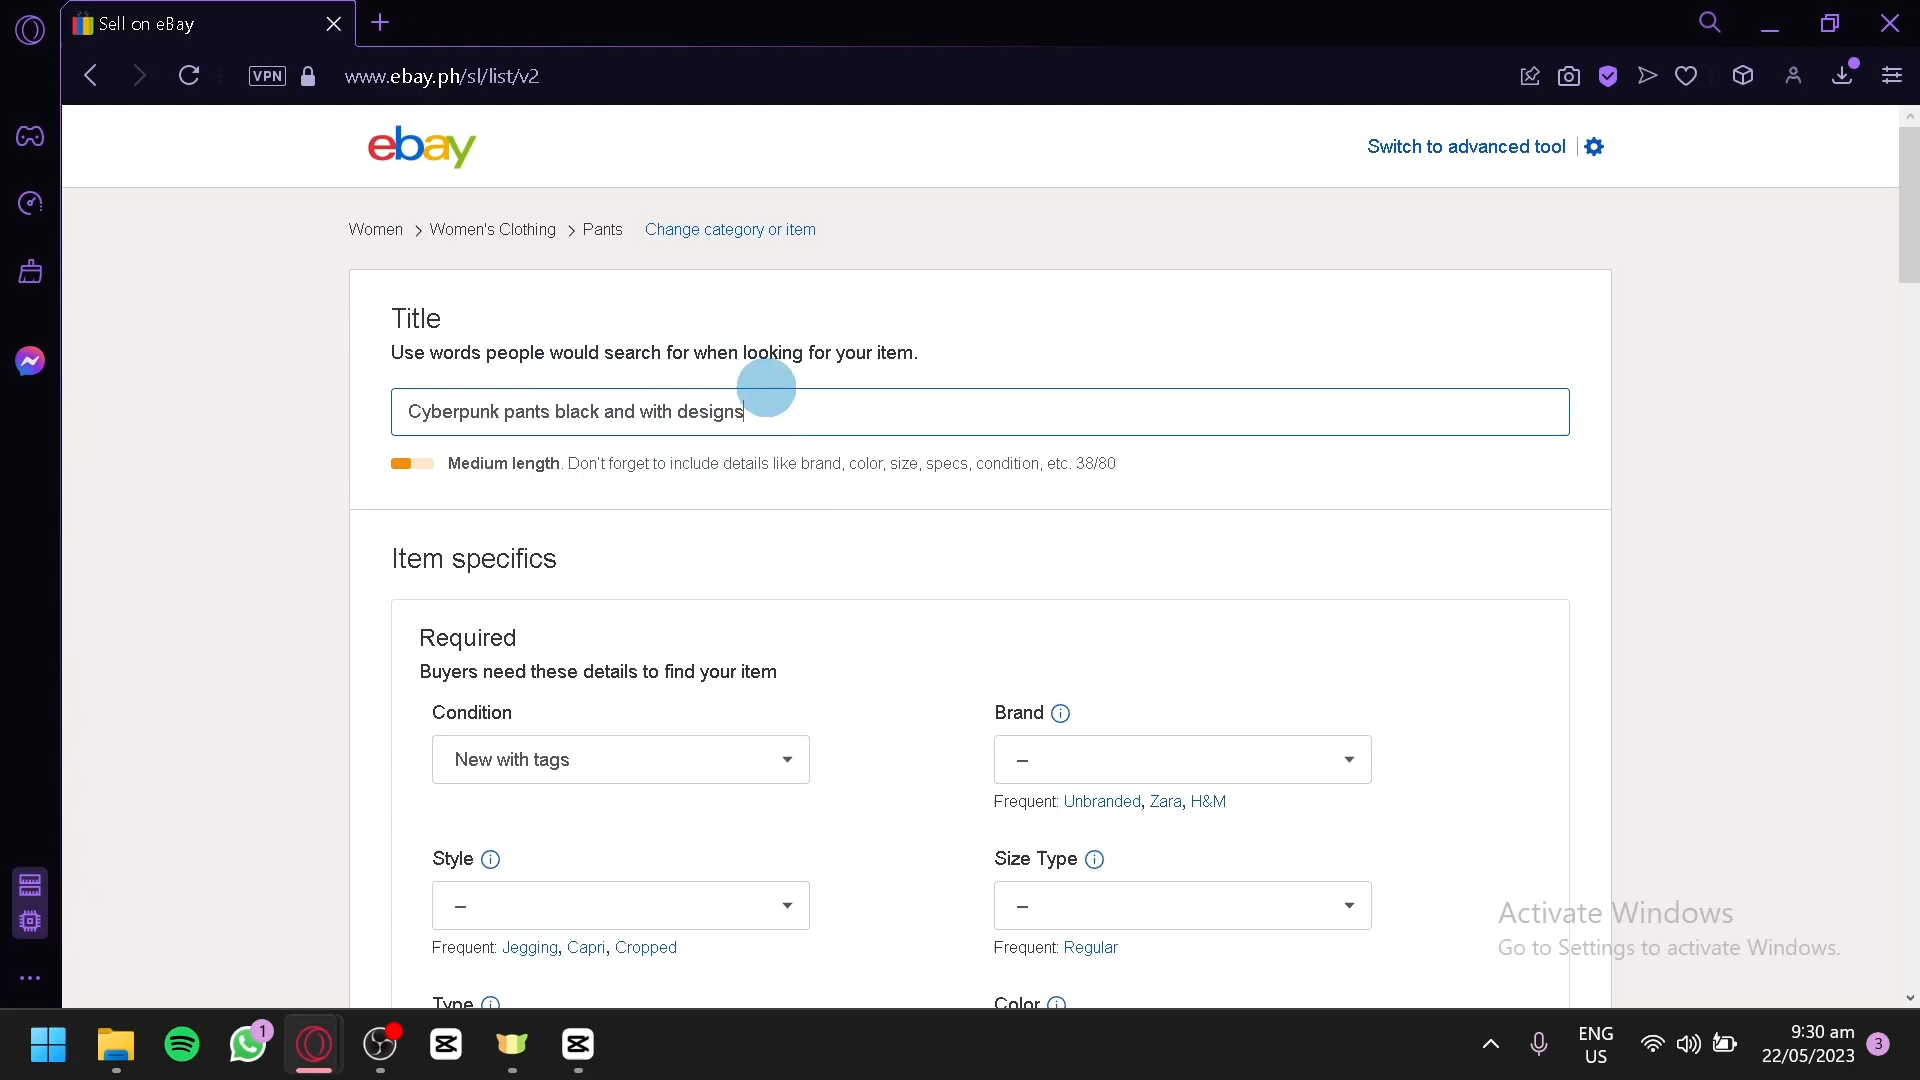 Sell on eBay
VPN
www.ebay.ph/sl/list/v2
ebay
Switch to advanced tool
Women > Women's Clothing > Pants Change category or item
Title
Use words people would search for when looking for your item.
Cyberpunk pants black and with designs
Medium length. Don't forget to include details like brand, color, size, specs, condition, etc. 38/80
Item specifics
Required
Buyers need these details to find your item
Condition
Brand
New with tags
–
Frequent: Unbranded, Zara, H&M
Style
Size Type
–
–
Frequent: Jegging, Capri, Cropped
Frequent: Regular
Activate Windows
Go to Settings to activate Windows.
Type
Color
1
ENG
US
9:30 am
22/05/2023
3